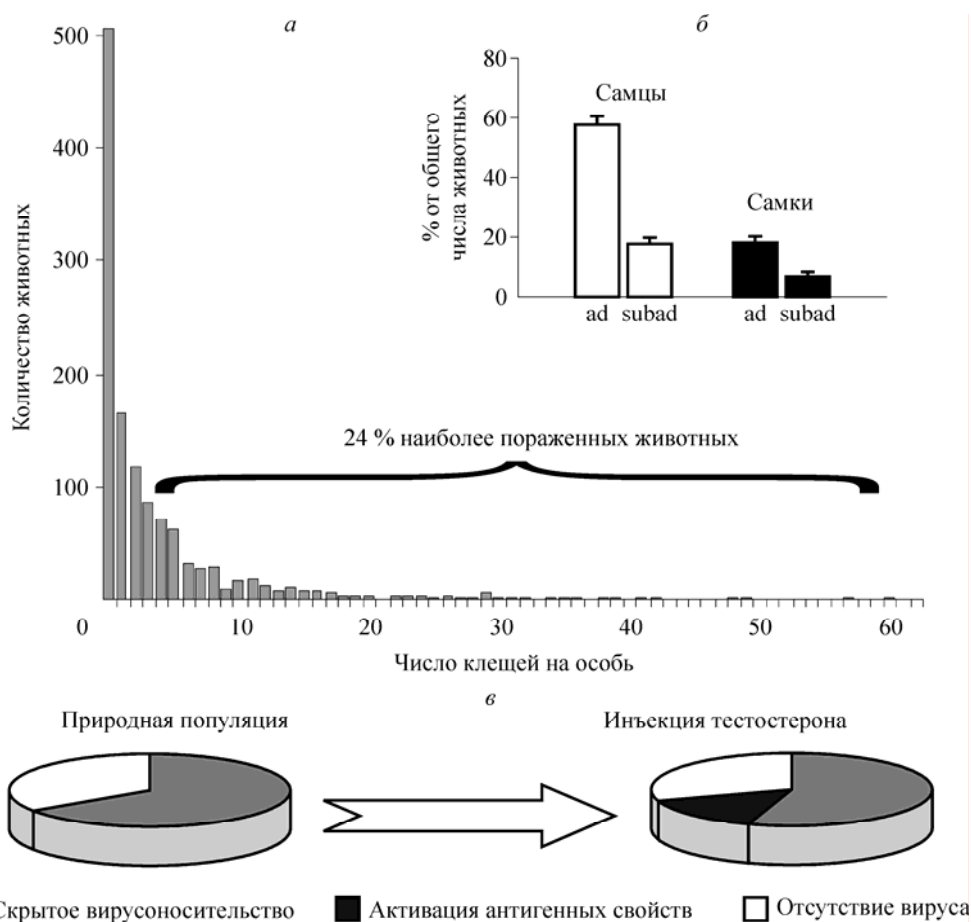 а
500
400
300
200
100
Количество животных
0
10
20
30
40
50
60
Число клещей на особь
24 % наиболее пораженных животных
б
80
60
40
20
0
% от общего
числа животных
Самцы
Самки
ad subad
ad subad
в
Природная популяция
Инъекция тестостерона
Скрытое вирусоносительство
Активация антигенных свойств
Отсутствие вируса